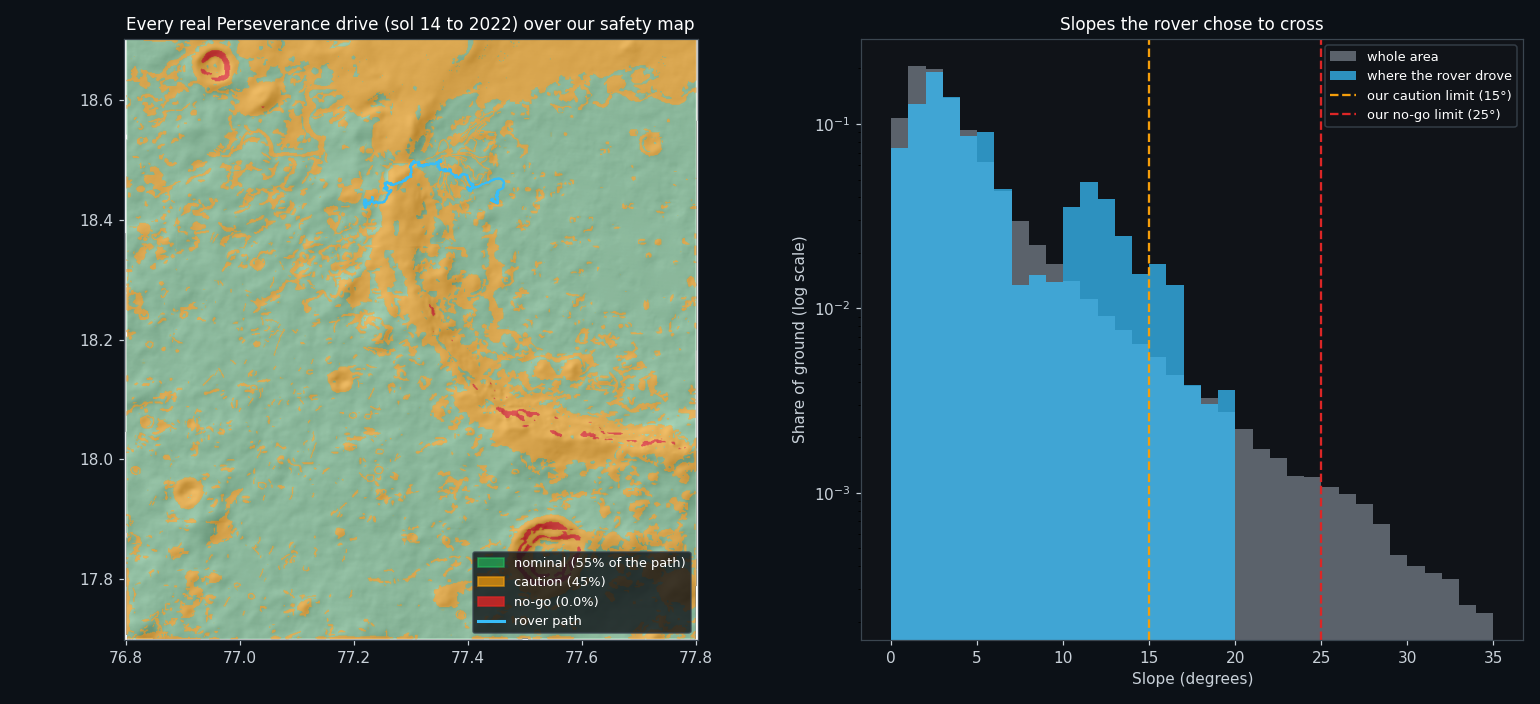 Every real Perseverance drive (sol 14 to 2022) over our safety map
18.6
18.4
18.2
18.0
17.8
76.8 77.0 77.2 77.4 77.6 77.8
nominal (55% of the path)
caution (45%)
no-go (0.0%)
rover path
Slopes the rover chose to cross
whole area
where the rover drove
our caution limit (15°)
our no-go limit (25°)
Share of ground (log scale)
10⁻¹
10⁻²
10⁻³
0 5 10 15 20 25 30 35
Slope (degrees)